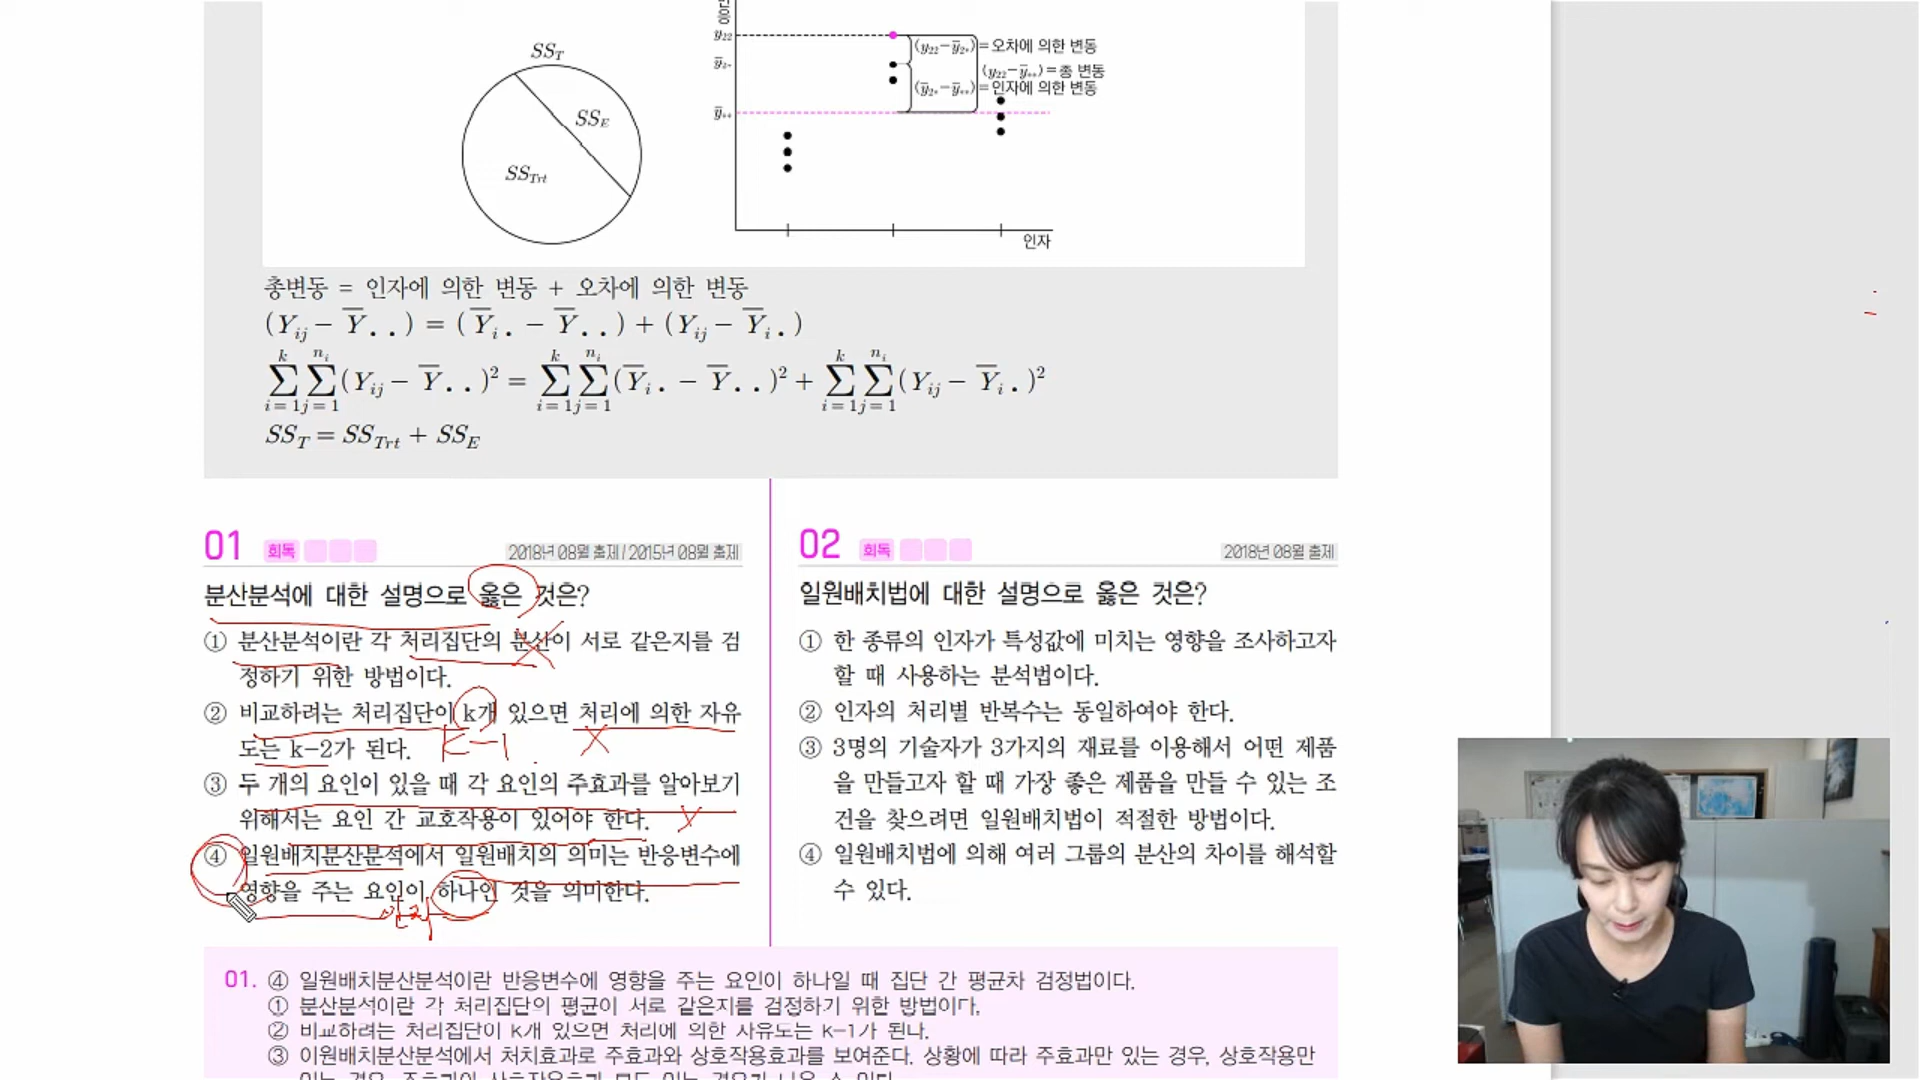 반
응
y₂₂
ȳ₂.
ȳ..
(y₂₂−ȳ₂.)=오차에 의한 변동
(y₂₂−ȳ..)=총 변동
(ȳ₂.−ȳ..)=인자에 의한 변동
인자
SS_T
SS_E
SS_Trt
총변동 = 인자에 의한 변동 + 오차에 의한 변동
(Y_ij − Ȳ..) = (Ȳ_i. − Ȳ..) + (Y_ij − Ȳ_i.)
∑_{i=1}^{k}∑_{j=1}^{n_i}(Y_ij − Ȳ..)² = ∑_{i=1}^{k}∑_{j=1}^{n_i}(Ȳ_i. − Ȳ..)² + ∑_{i=1}^{k}∑_{j=1}^{n_i}(Y_ij − Ȳ_i.)²
SS_T = SS_Trt + SS_E
01 회독 2018년 08월 출제 / 2015년 08월 출제
분산분석에 대한 설명으로 옳은 것은?
① 분산분석이란 각 처리집단의 분산이 서로 같은지를 검
정하기 위한 방법이다.
② 비교하려는 처리집단이 k개 있으면 처리에 의한 자유
도는 k−2가 된다.
K−1
③ 두 개의 요인이 있을 때 각 요인의 주효과를 알아보기
위해서는 요인 간 교호작용이 있어야 한다.
④ 일원배치분산분석에서 일원배치의 의미는 반응변수에
영향을 주는 요인이 하나인 것을 의미한다.
인자
02 회독 2018년 08월 출제
일원배치법에 대한 설명으로 옳은 것은?
① 한 종류의 인자가 특성값에 미치는 영향을 조사하고자
할 때 사용하는 분석법이다.
② 인자의 처리별 반복수는 동일하여야 한다.
③ 3명의 기술자가 3가지의 재료를 이용해서 어떤 제품
을 만들고자 할 때 가장 좋은 제품을 만들 수 있는 조
건을 찾으려면 일원배치법이 적절한 방법이다.
④ 일원배치법에 의해 여러 그룹의 분산의 차이를 해석할
수 있다.
01. ④ 일원배치분산분석이란 반응변수에 영향을 주는 요인이 하나일 때 집단 간 평균차 검정법이다.
① 분산분석이란 각 처리집단의 평균이 서로 같은지를 검정하기 위한 방법이다.
② 비교하려는 처리집단이 K개 있으면 처리에 의한 자유도는 K−1가 된다.
③ 이원배치분산분석에서 처치효과로 주효과와 상호작용효과를 보여준다. 상황에 따라 주효과만 있는 경우, 상호작용만